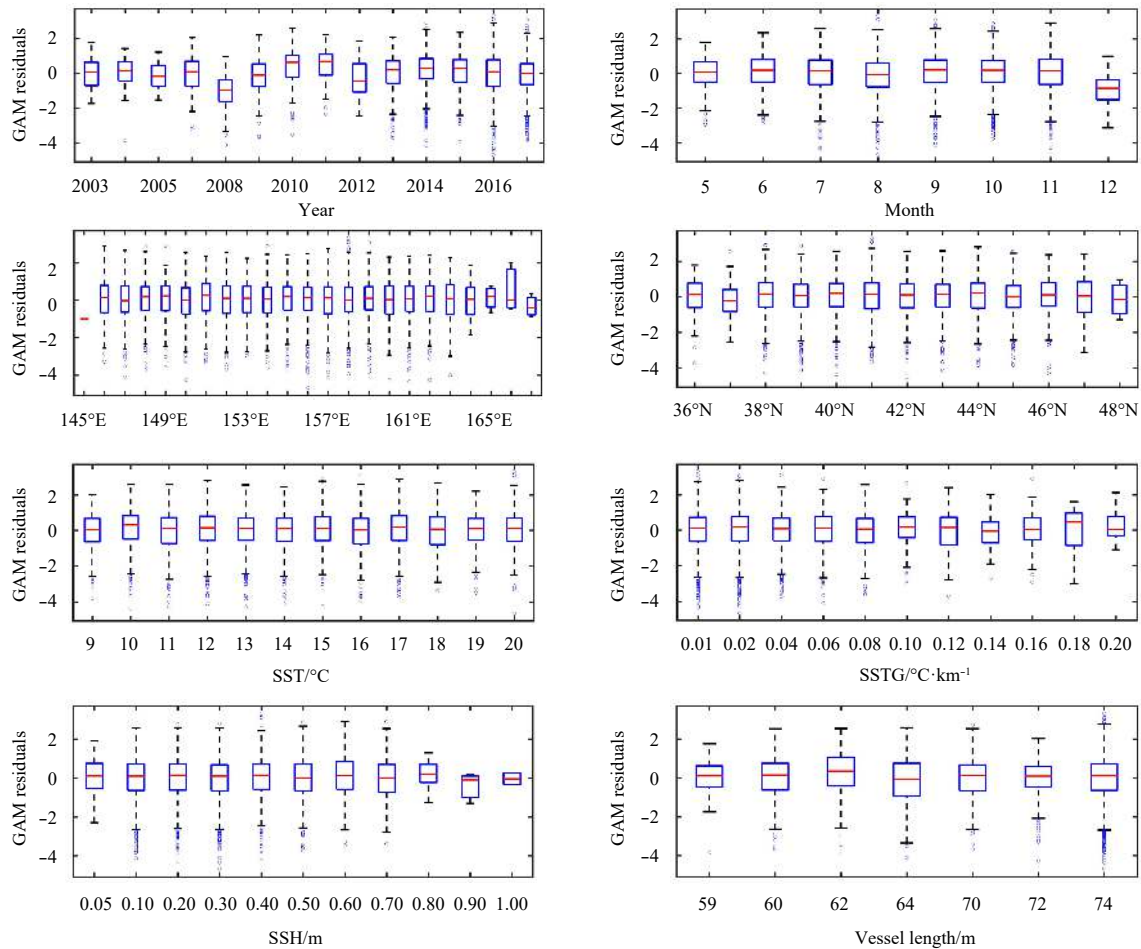 GAM residuals
2
0
−2
−4
2003 2005 2008 2010 2012 2014 2016
Year
GAM residuals
2
0
−2
−4
5 6 7 8 9 10 11 12
Month
GAM residuals
2
0
−2
−4
145°E 149°E 153°E 157°E 161°E 165°E
GAM residuals
2
0
−2
−4
36°N 38°N 40°N 42°N 44°N 46°N 48°N
GAM residuals
2
0
−2
−4
9 10 11 12 13 14 15 16 17 18 19 20
SST/°C
GAM residuals
2
0
−2
−4
0.01 0.02 0.04 0.06 0.08 0.10 0.12 0.14 0.16 0.18 0.20
SSTG/°C·km⁻¹
GAM residuals
2
0
−2
−4
0.05 0.10 0.20 0.30 0.40 0.50 0.60 0.70 0.80 0.90 1.00
SSH/m
GAM residuals
2
0
−2
−4
59 60 62 64 70 72 74
Vessel length/m